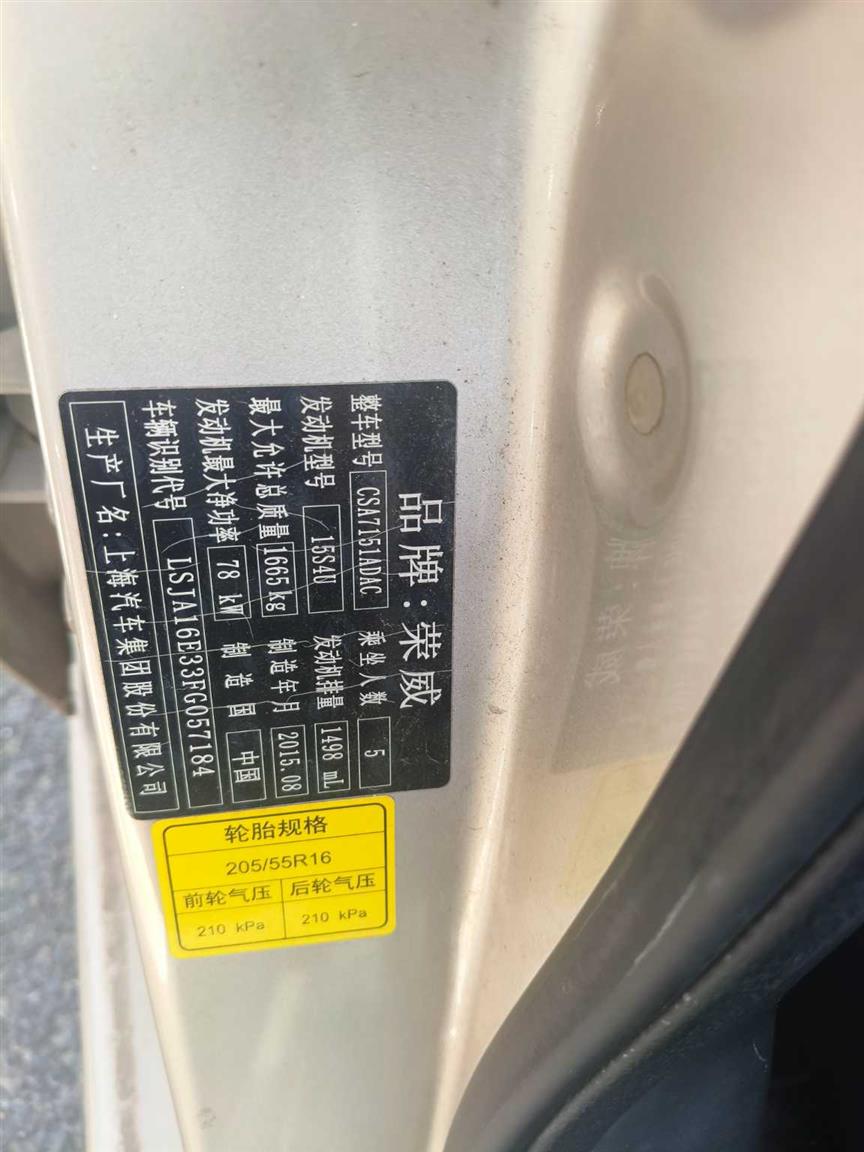 品牌:荣威
整车型号 CSA7151ADAC 乘坐人数 5
发动机型号 15S4U 发动机排量 1498 mL
最大允许总质量 1665kg 制造年月 2015.08
发动机最大净功率 78 kW 制造国 中国
车辆识别代号 LSJA16E33FG057184
生产厂名:上海汽车集团股份有限公司
轮胎规格
205/55R16
前轮气压 后轮气压
210 kPa 210 kPa